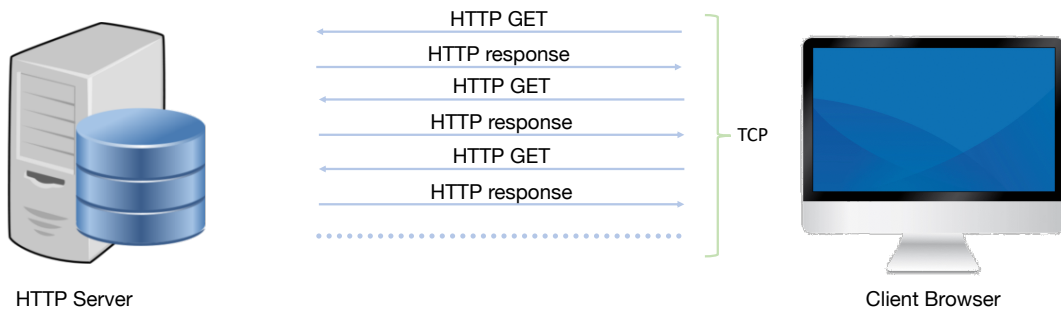 HTTP GET
HTTP response
HTTP GET
HTTP response
TCP
HTTP GET
HTTP response
HTTP Server
Client Browser